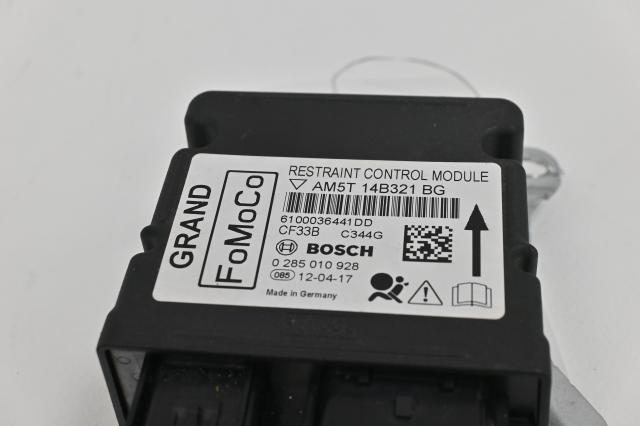 RESTRAINT CONTROL MODULE
AM5T 14B321 BG
6100036441DD
CF33B C344G
BOSCH
0 285 010 928
085 12-04-17
Made in Germany
GRAND
FoMoCo